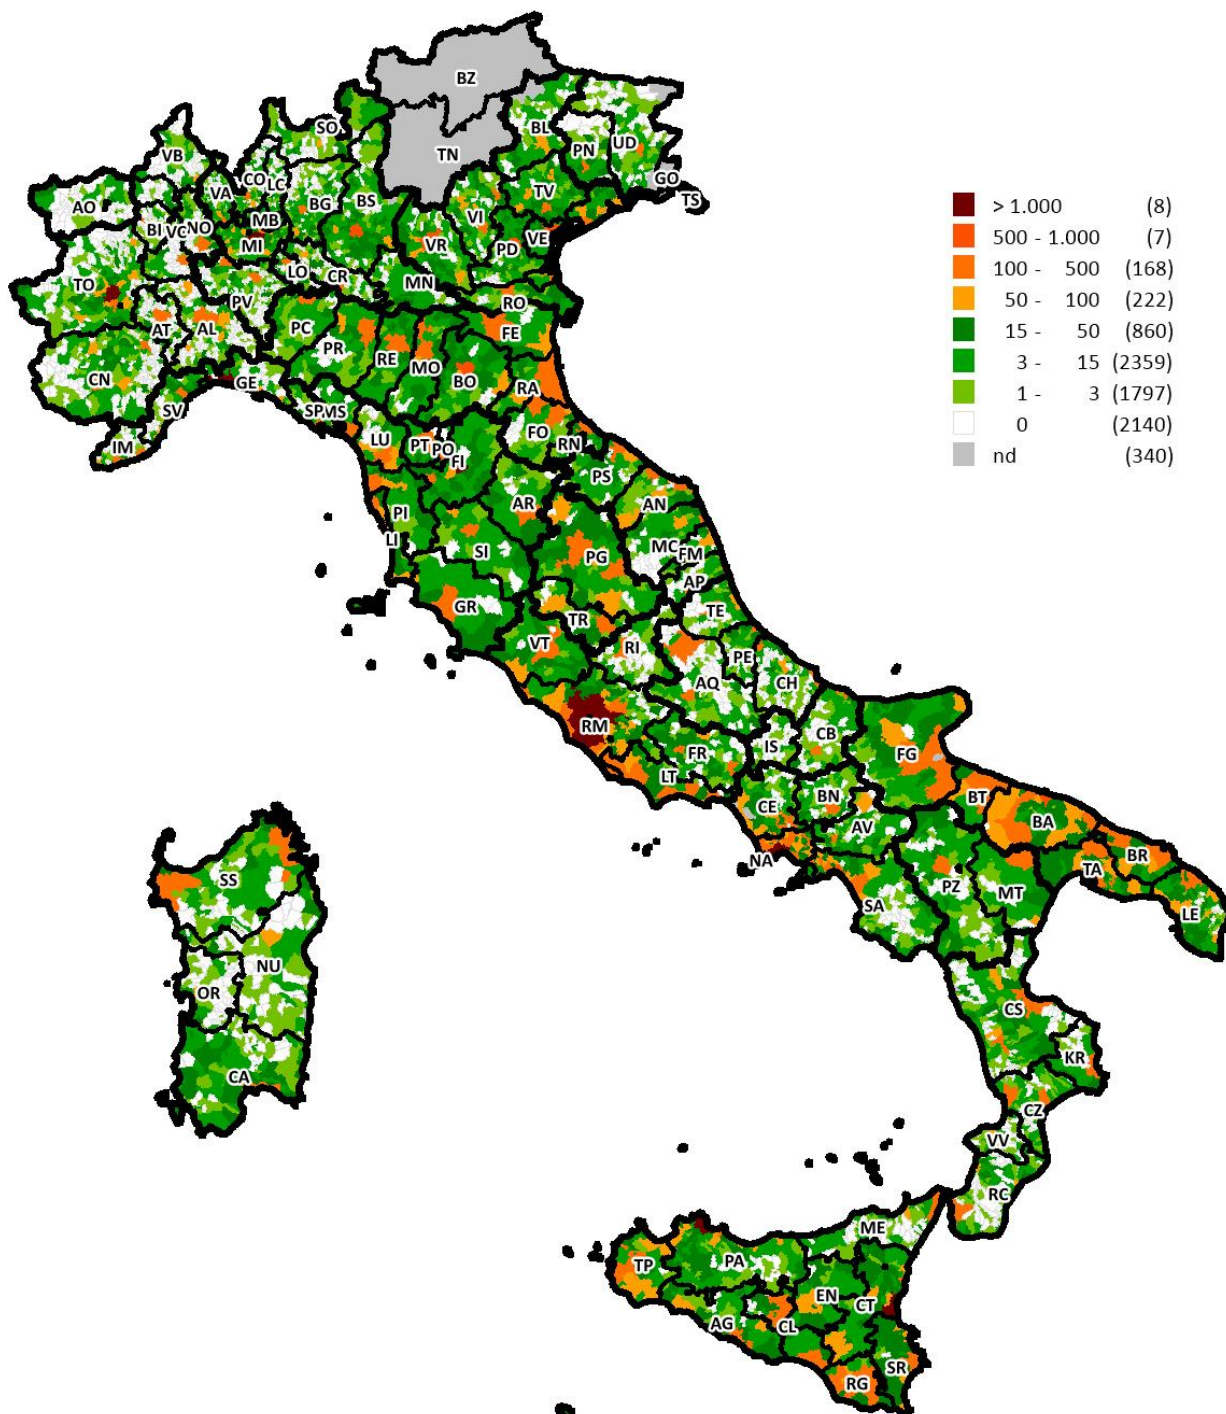 BZ
SO
TN
BL
PN
UD
VB
GO
TS
CO
LC
VA
AO
BG
BS
TV
VI
BI
VC
NO
MB
MI
VR
PD
VE
TO
LO
CR
MN
PV
RO
AT
AL
PC
FE
PR
RE
MO
CN
GE
BO
RA
SV
SP
MS
IM
LU
PT
PO
FI
FO
RN
PS
AR
AN
PI
LI
SI
MC
FM
PG
AP
GR
TE
TR
VT
RI
PE
AQ
CH
RM
CB
IS
FR
FG
LT
CE
BN
BT
BA
AV
NA
BR
TA
SS
PZ
MT
SA
LE
NU
OR
CS
KR
CA
CZ
VV
RC
ME
TP
PA
EN
CT
AG
CL
SR
RG
> 1.000 (8)
500 - 1.000 (7)
100 - 500 (168)
50 - 100 (222)
15 - 50 (860)
3 - 15 (2359)
1 - 3 (1797)
0 (2140)
nd (340)